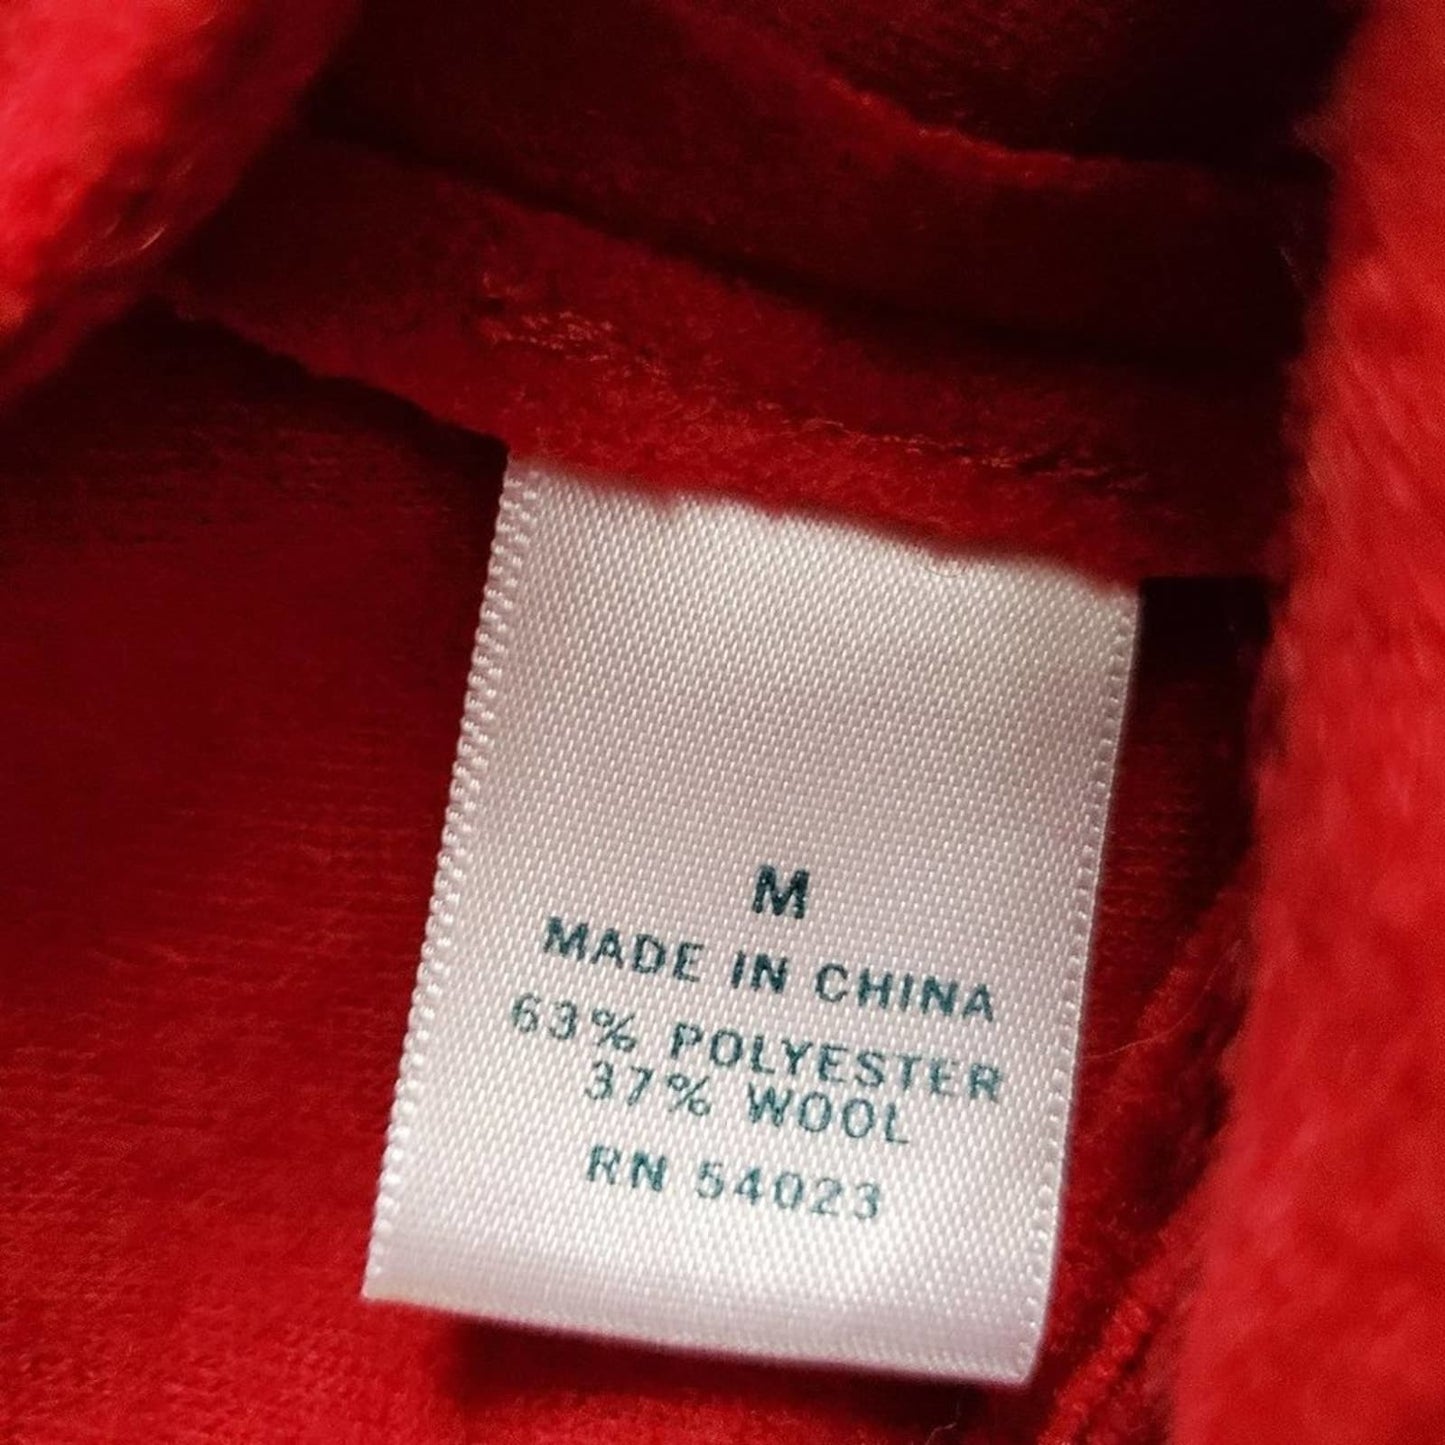 M
MADE IN CHINA
63% POLYESTER
37% WOOL
RN 54023